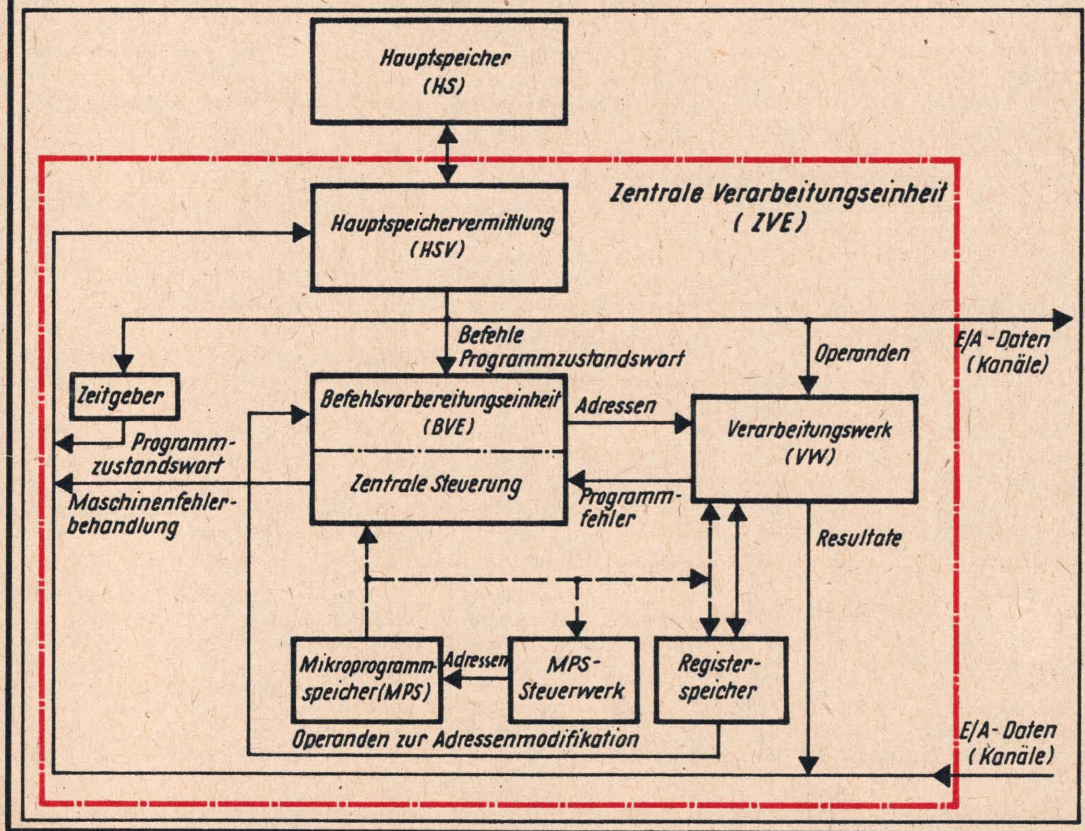 Hauptspeicher
(HS)
Zentrale Verarbeitungseinheit
( ZVE)
Hauptspeichervermittlung
(HSV)
Befehle
Programmzustandswort
Operanden
E/A-Daten
(Kanäle)
Zeitgeber
Befehlsvorbereitungseinheit
(BVE)
Adressen
Verarbeitungswerk
(VW)
Programm-
zustandswort
Zentrale Steuerung
Programm-
fehler
Maschinenfehler-
behandlung
Resultate
Mikroprogramm-
speicher(MPS)
Adressen
MPS-
Steuerwerk
Register-
speicher
Operanden zur Adressenmodifikation
E/A-Daten
(Kanäle)